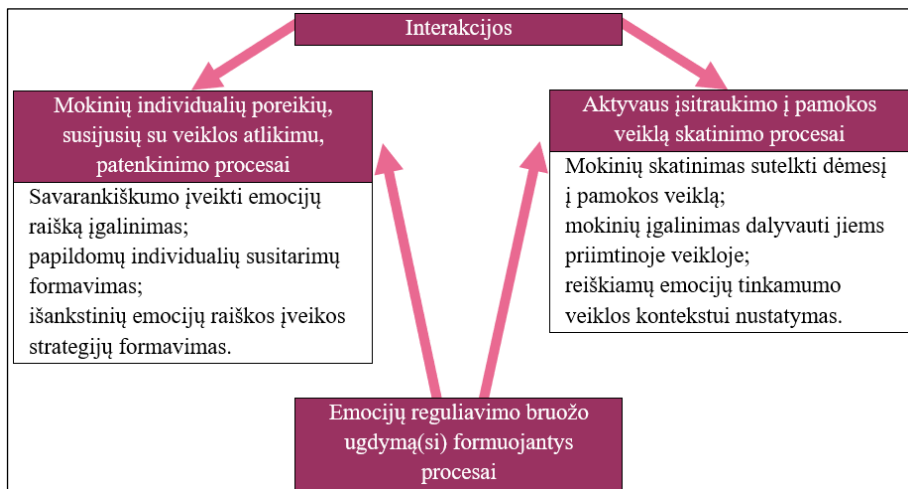 Interakcijos
Mokinių individualių poreikių,
susijusių su veiklos atlikimu,
patenkinimo procesai
Savarankiškumo įveikti emocijų
raišką įgalinimas;
papildomų individualių susitarimų
formavimas;
išankstinių emocijų raiškos įveikos
strategijų formavimas.
Aktyvaus įsitraukimo į pamokos
veiklą skatinimo procesai
Mokinių skatinimas sutelkti dėmesį
į pamokos veiklą;
mokinių įgalinimas dalyvauti jiems
priimtinoje veikloje;
reiškiamų emocijų tinkamumo
veiklos kontekstui nustatymas.
Emocijų reguliavimo bruožo
ugdymą(si) formuojantys
procesai